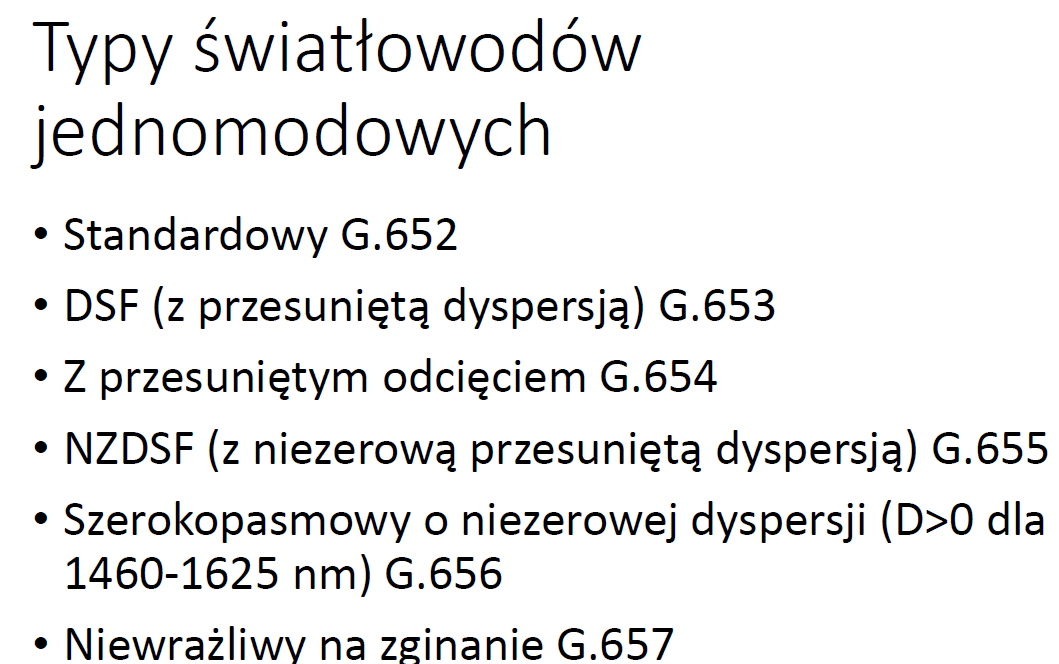 Typy światłowodów
jednomodowych
• Standardowy G.652
• DSF (z przesuniętą dyspersją) G.653
• Z przesuniętym odcięciem G.654
• NZDSF (z niezerową przesuniętą dyspersją) G.655
• Szerokopasmowy o niezerowej dyspersji (D>0 dla
1460-1625 nm) G.656
• Niewrażliwy na zginanie G.657